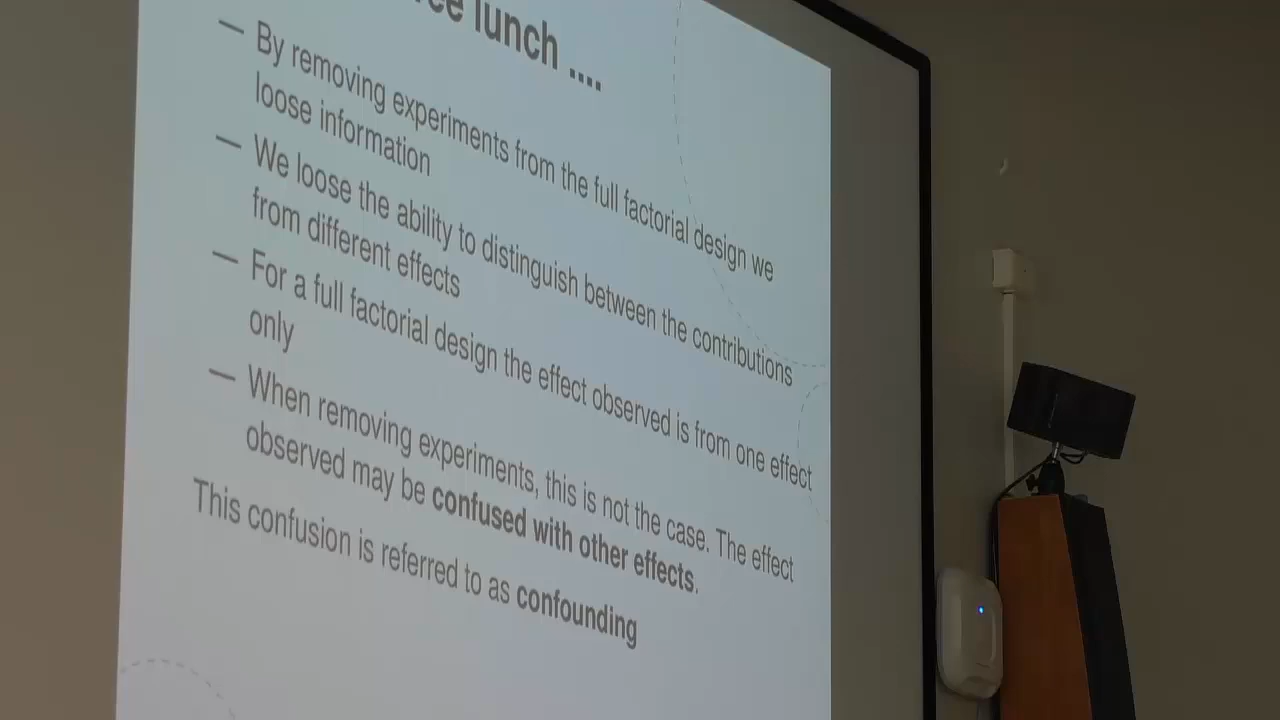 lunch ....
— By removing experiments from the full factorial design we
loose information
— We loose the ability to distinguish between the contributions
from different effects
— For a full factorial design the effect observed is from one effect
only
— When removing experiments, this is not the case. The effect
observed may be confused with other effects.
This confusion is referred to as confounding